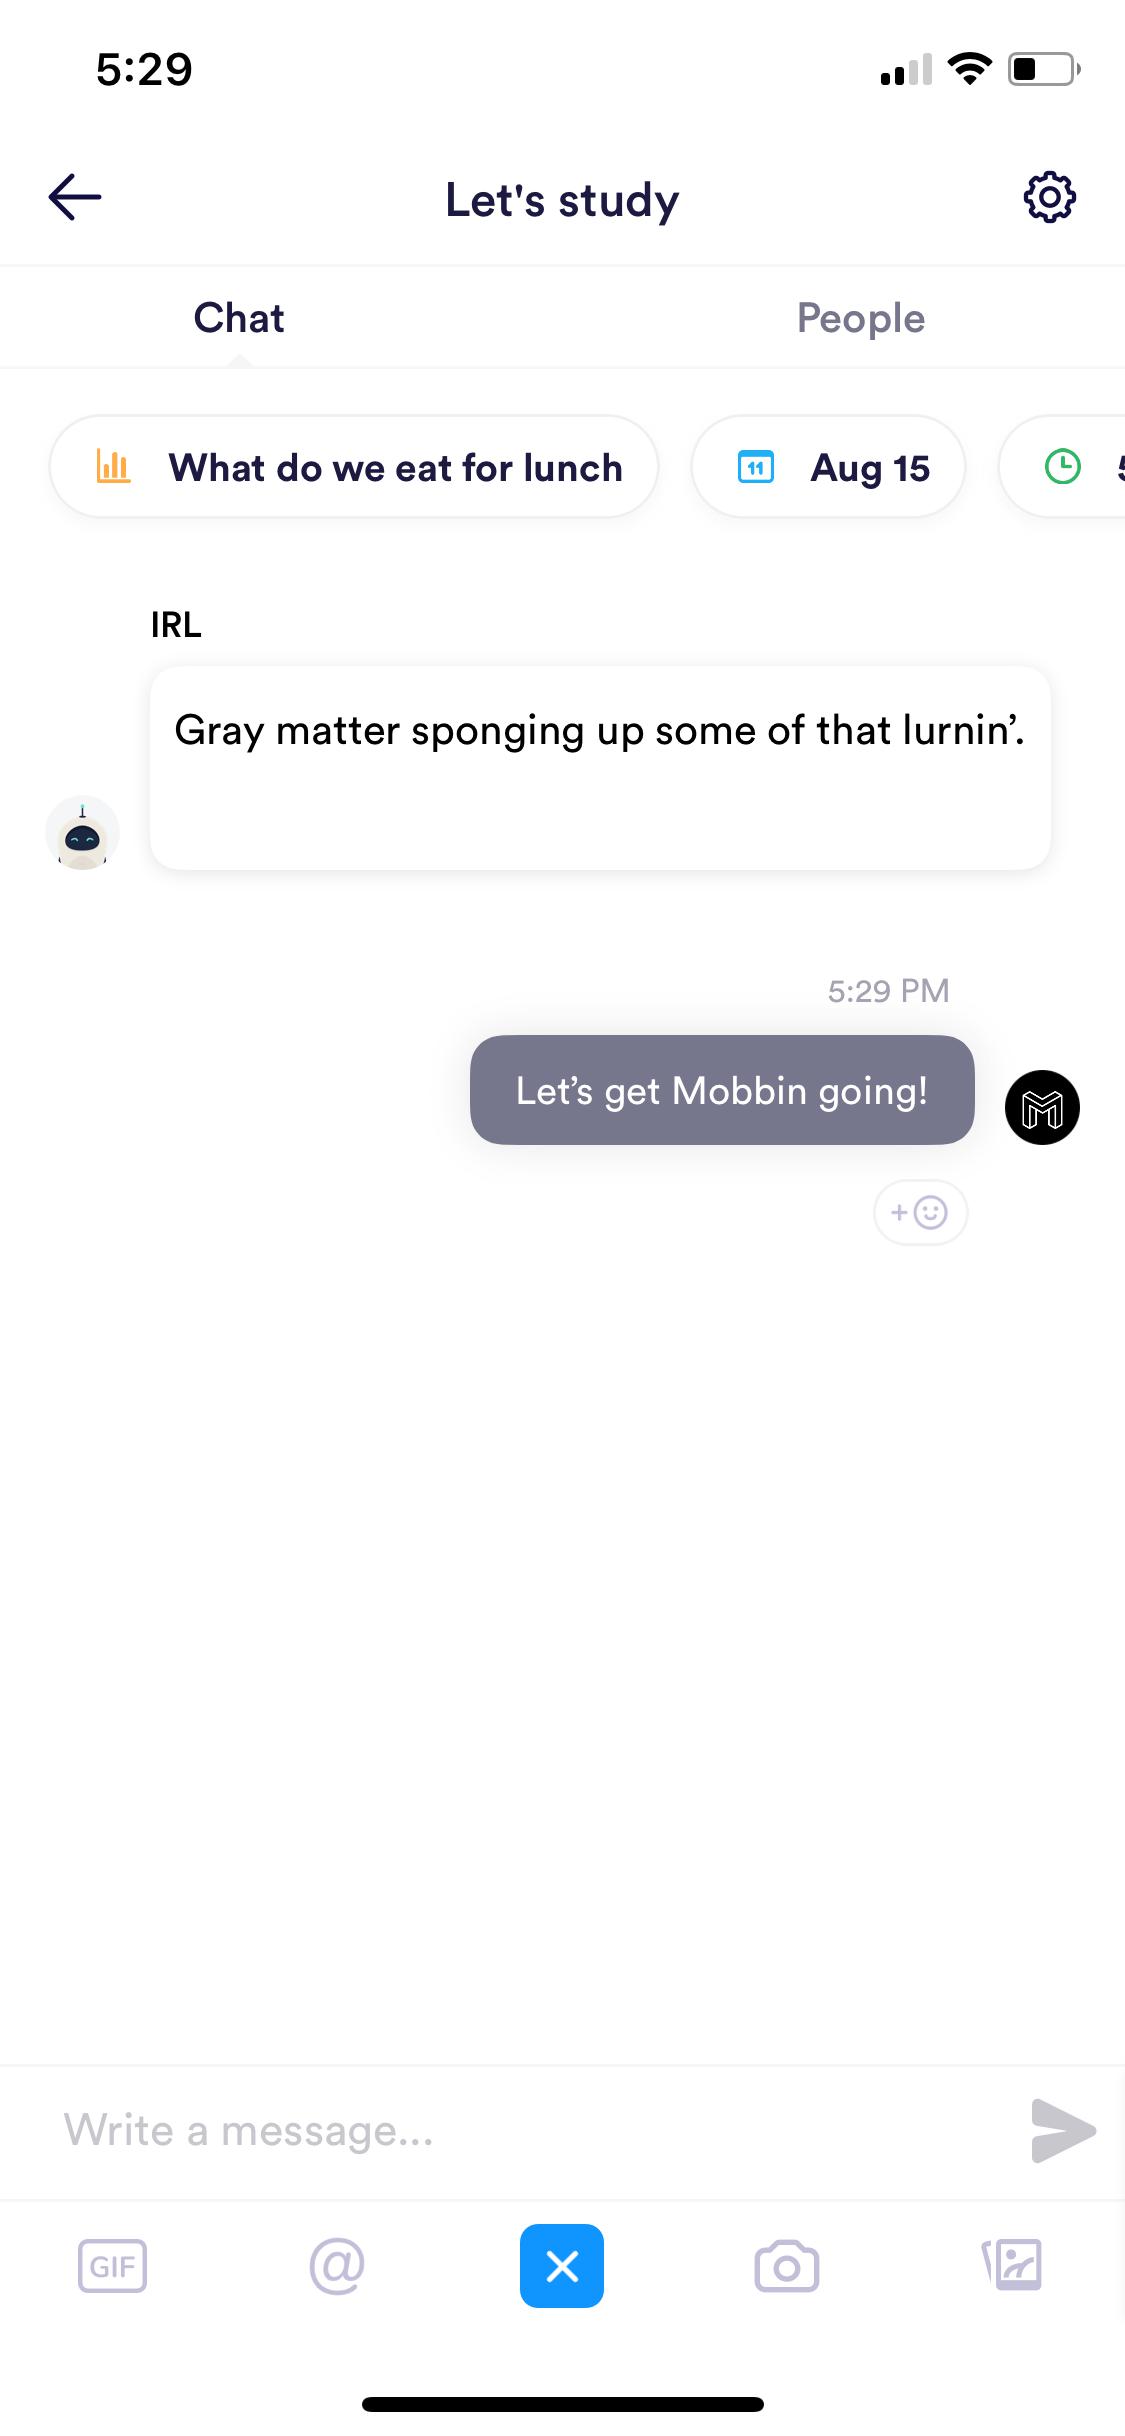 5:29
Let's study
Chat
People
What do we eat for lunch
11
Aug 15
5
IRL
Gray matter sponging up some of that lurnin’.
5:29 PM
Let’s get Mobbin going!
Write a message...
GIF
@